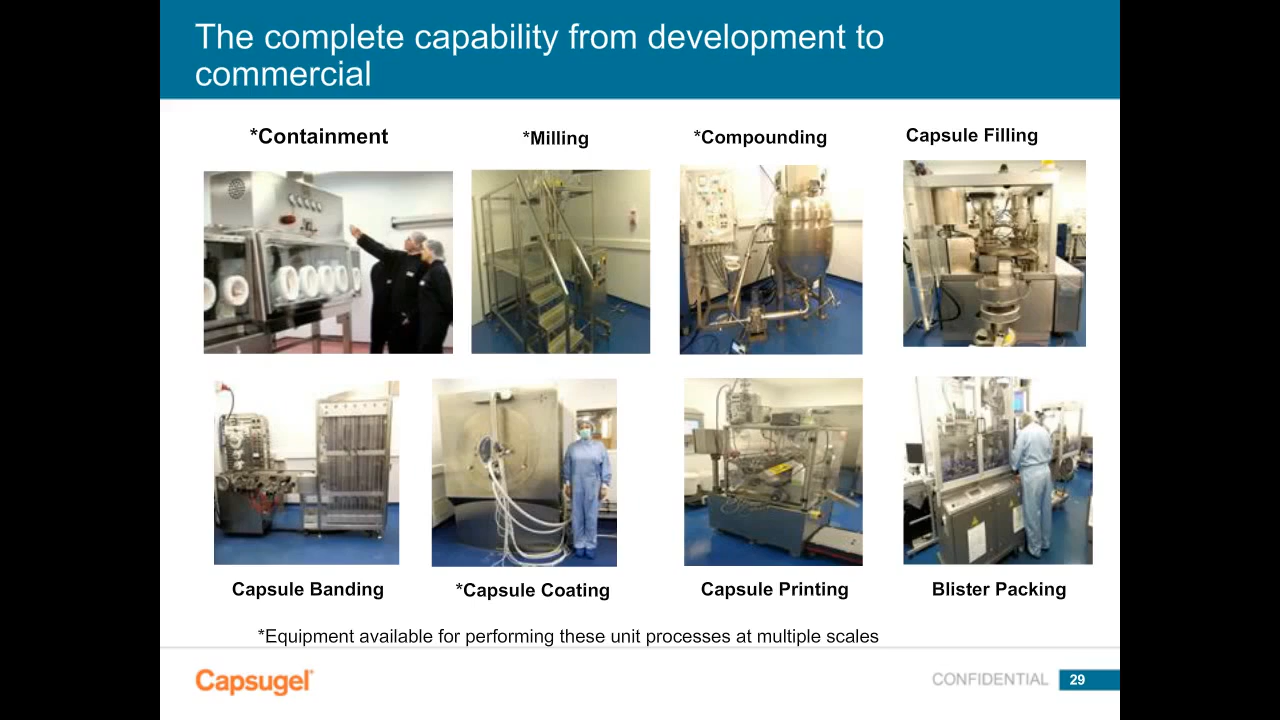 The complete capability from development to
commercial
*Containment
*Milling
*Compounding
Capsule Filling
Capsule Banding
*Capsule Coating
Capsule Printing
Blister Packing
*Equipment available for performing these unit processes at multiple scales
Capsugel®
CONFIDENTIAL
29